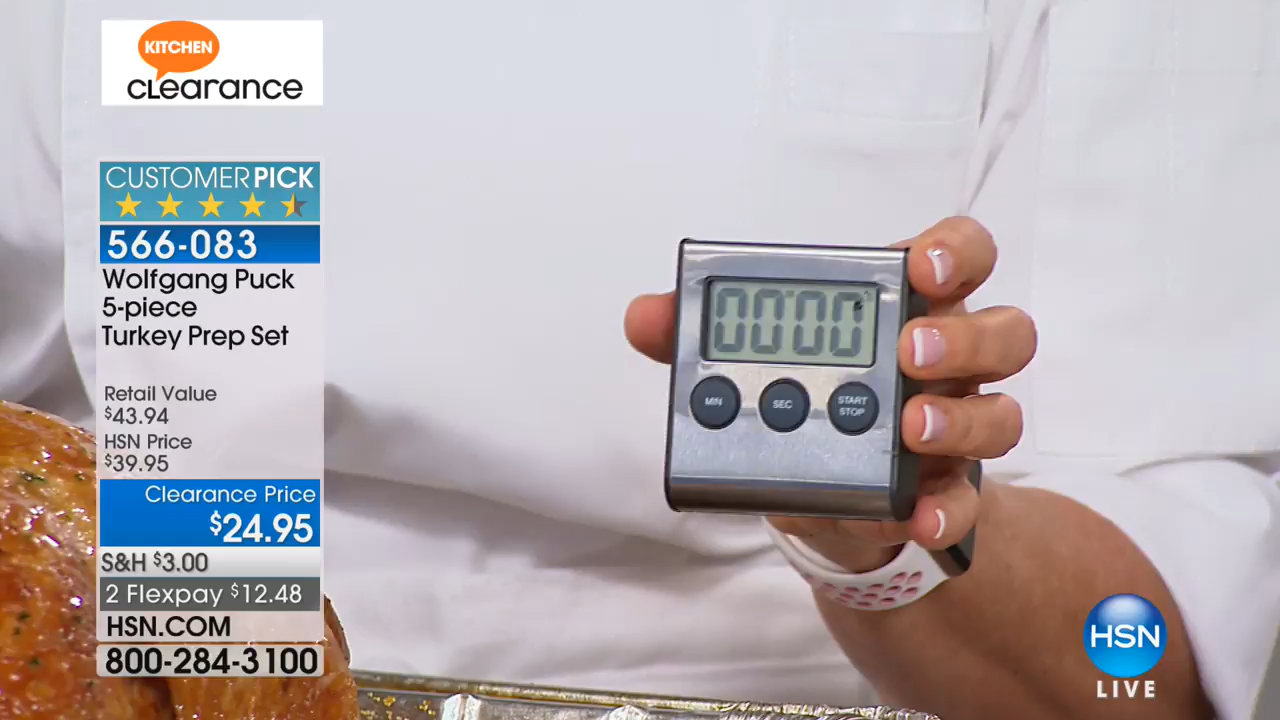 KITCHEN
CLearance
CUSTOMERPICK
566-083
Wolfgang Puck
5-piece
Turkey Prep Set
Retail Value
$43.94
HSN Price
$39.95
Clearance Price
$24.95
S&H $3.00
2 Flexpay $12.48
HSN.COM
800-284-3100
00:00
MIN SEC START
STOP
HSN
LIVE